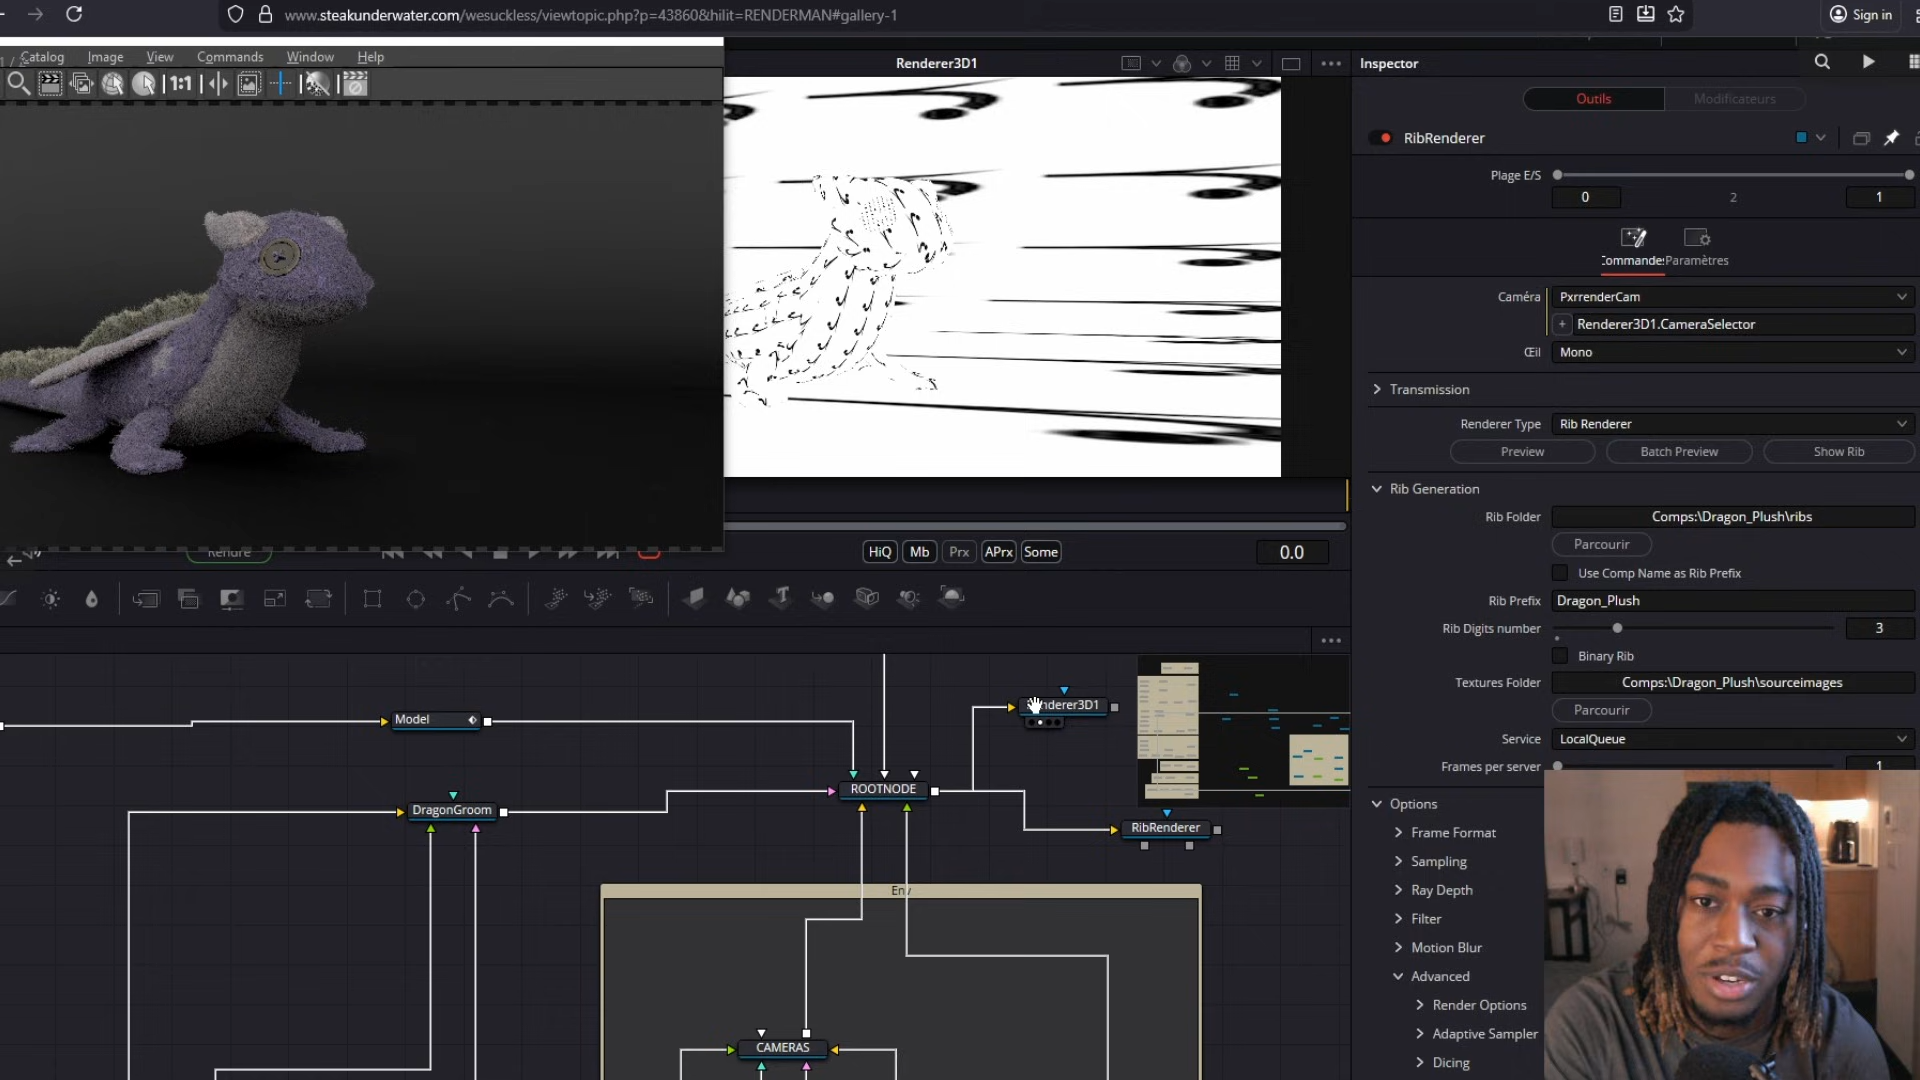 www.steakunderwater.com/wesuckless/viewtopic.php?p=43860&hilit=RENDERMAN#gallery-1
Sign in
Catalog Image View Commands Window Help
1:1
Renderer3D1
Inspector
Outils
Modificateurs
RibRenderer
Plage E/S
0
2
1
Paramètres
Caméra
PxrrenderCam
+ Renderer3D1.CameraSelector
Œil
Mono
Transmission
Renderer Type
Rib Renderer
Preview
Batch Preview
Show Rib
Rib Generation
Rib Folder
Comps:\Dragon_Plush\ribs
Parcourir
Use Comp Name as Rib Prefix
Rib Prefix
Dragon_Plush
Rib Digits number
3
Binary Rib
Textures Folder
Comps:\Dragon_Plush\sourceimages
Parcourir
Service
LocalQueue
Frames per server
1
Options
Frame Format
Sampling
Ray Depth
Filter
Motion Blur
Advanced
Render Options
Adaptive Sampler
Dicing
HiQ Mb Prx APrx Some
0.0
Model
DragonGroom
ROOTNODE
RibRenderer
CAMERAS